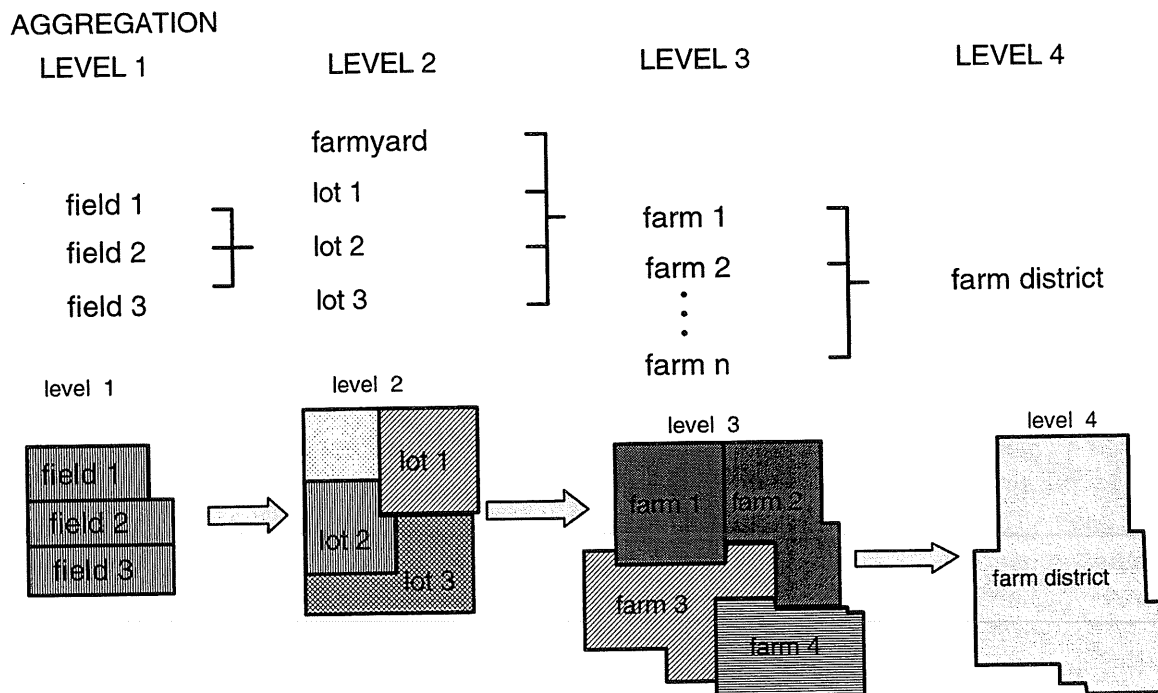 AGGREGATION
LEVEL 1 LEVEL 2 LEVEL 3 LEVEL 4
farmyard
field 1 lot 1 farm 1
field 2 lot 2 farm 2 farm district
field 3 lot 3
farm n
level 1 level 2 level 3 level 4
field 1
field 2
field 3
lot 1
lot 2
lot 3
farm 1 farm 2
farm 3
farm 4
farm district